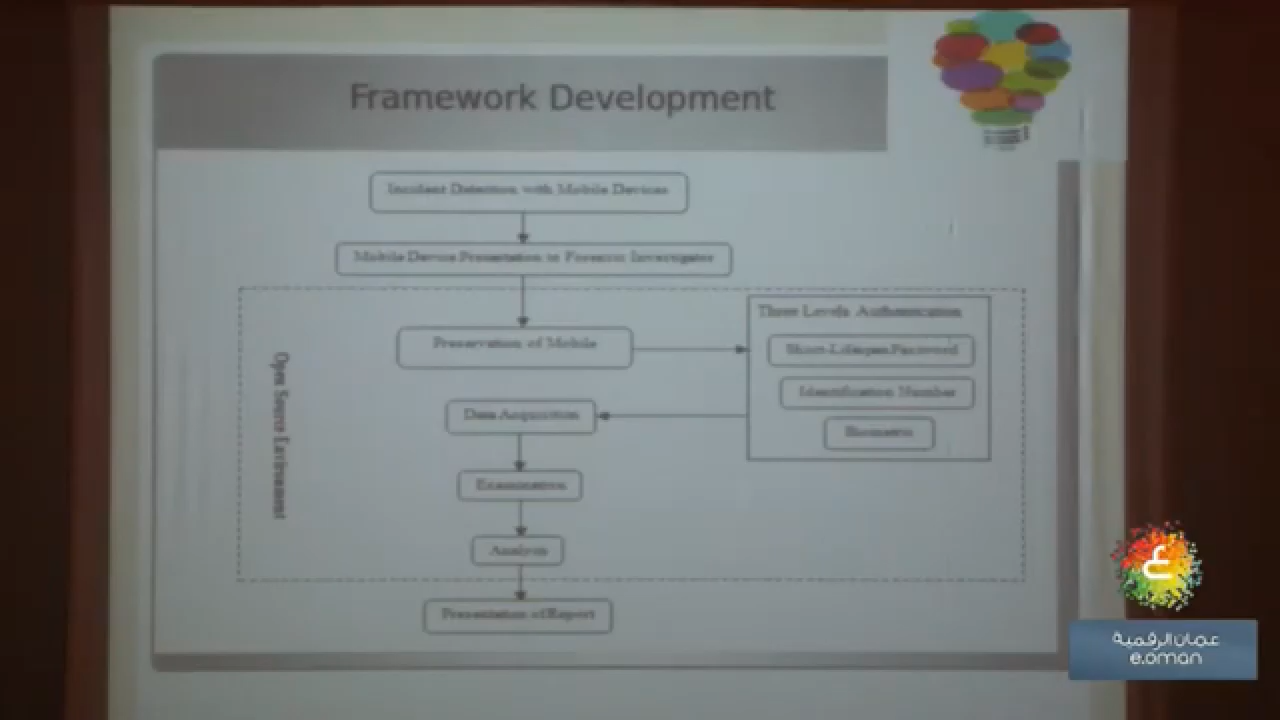 Framework Development
Incident Detection with Mobile Devices
Mobile Device Presentation to Forensic Investigator
Three Levels Authentication
Preservation of Mobile
Short-Lifespan Password
Identification Number
Data Acquisition
Biometric
Open Source Environment
Examination
Analysis
Presentation of Report
عمان الرقمية
e.oman